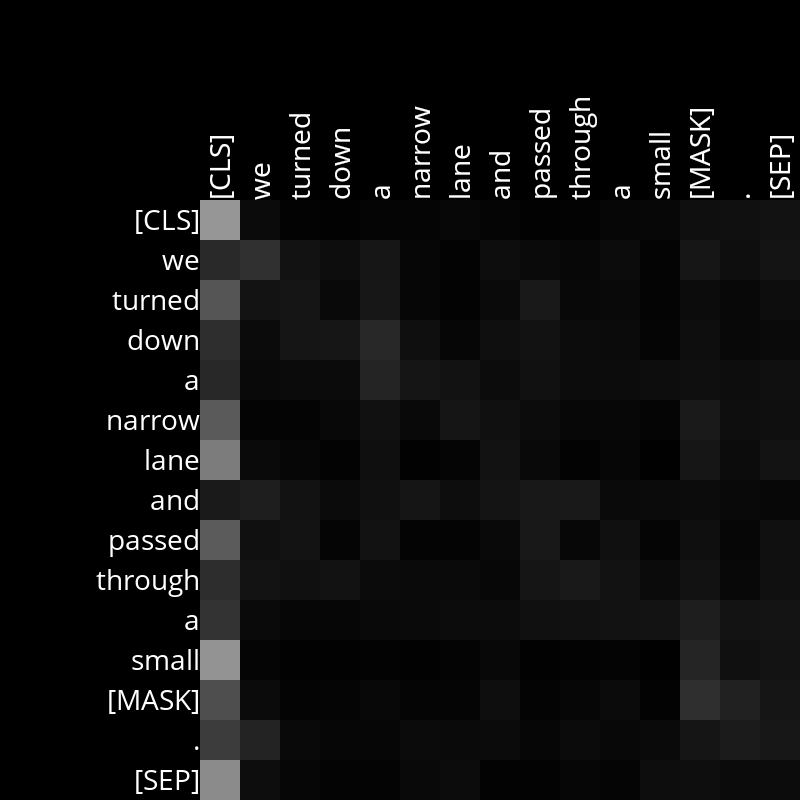 [CLS] we turned down a narrow lane and passed through a small [MASK] . [SEP]
[CLS]
we
turned
down
a
narrow
lane
and
passed
through
a
small
[MASK]
.
[SEP]